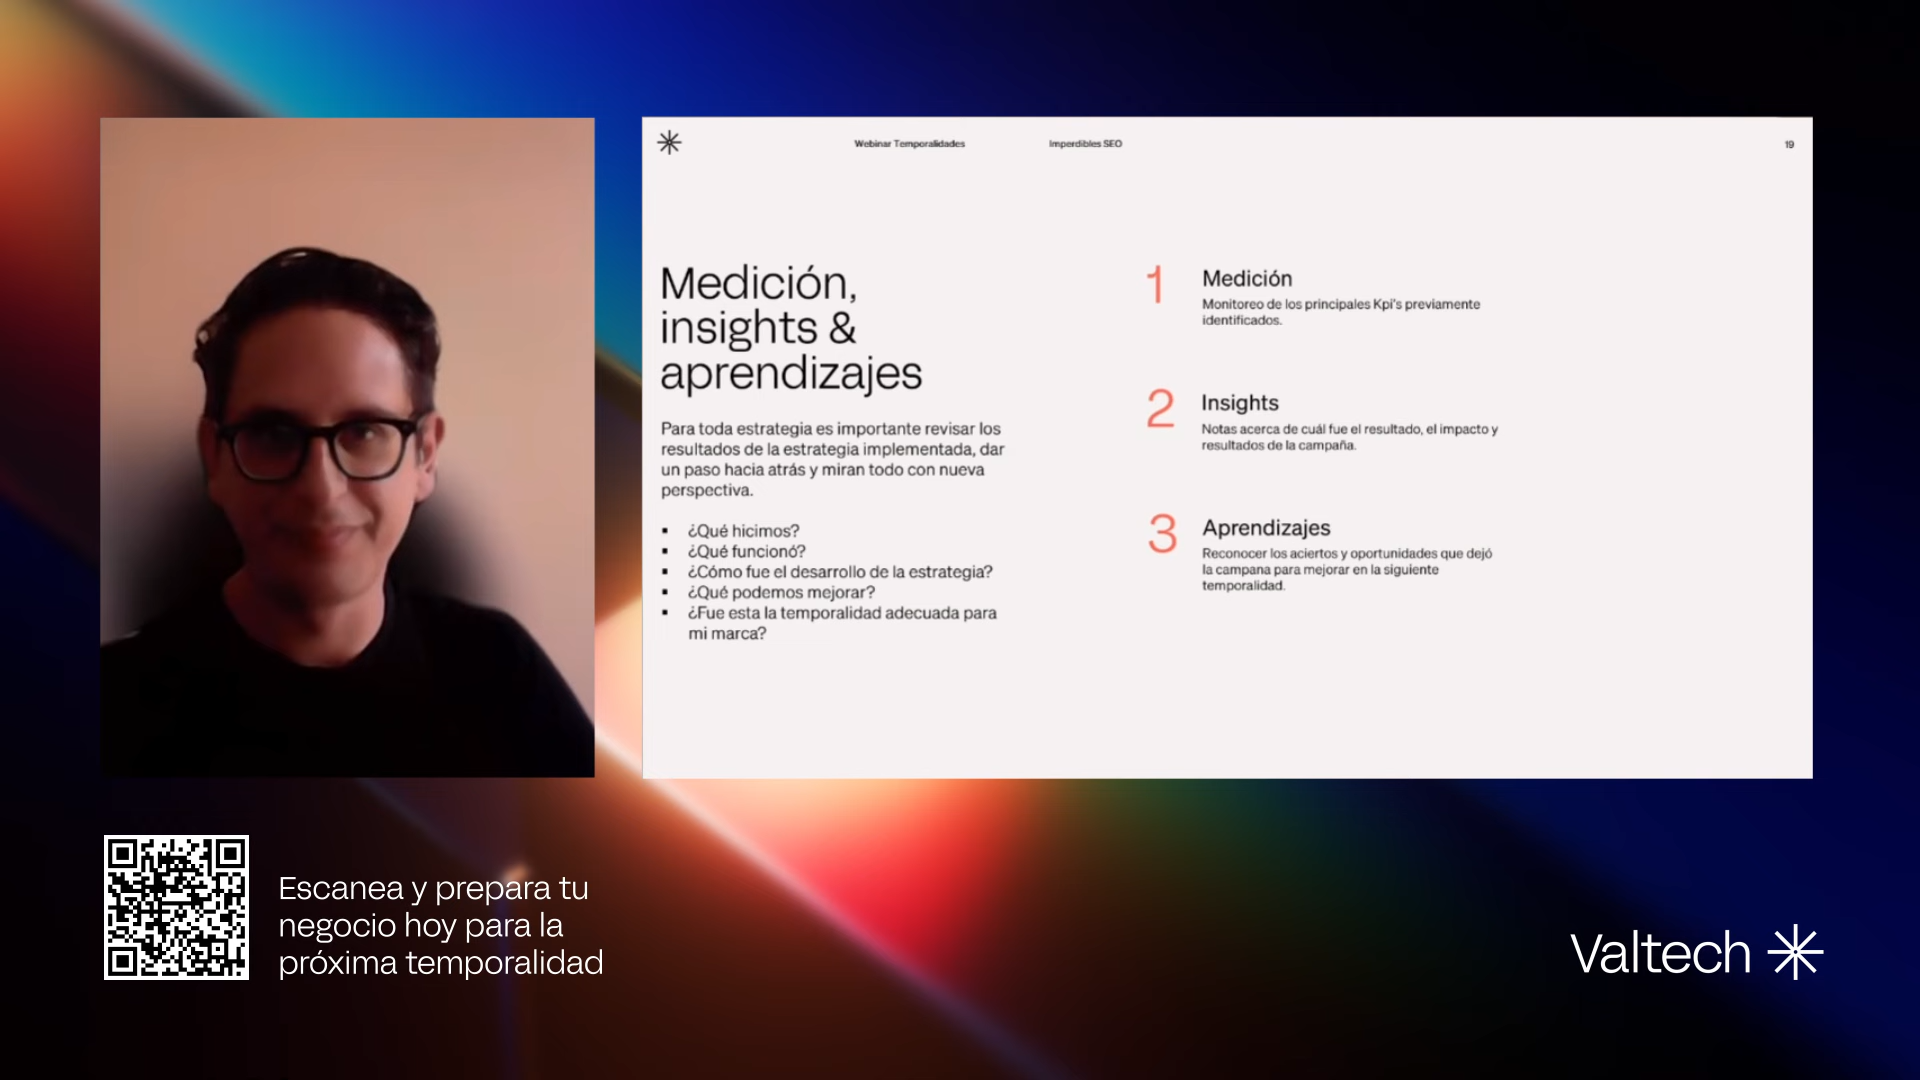 Webinar Temporalidades
Imperdibles SEO
19
Medición,
insights &
aprendizajes
Para toda estrategia es importante revisar los
resultados de la estrategia implementada, dar
un paso hacia atrás y miran todo con nueva
perspectiva.
▪ ¿Qué hicimos?
▪ ¿Qué funcionó?
▪ ¿Cómo fue el desarrollo de la estrategia?
▪ ¿Qué podemos mejorar?
▪ ¿Fue esta la temporalidad adecuada para
mi marca?
1
Medición
Monitoreo de los principales Kpi's previamente
identificados.
2
Insights
Notas acerca de cuál fue el resultado, el impacto y
resultados de la campaña.
3
Aprendizajes
Reconocer los aciertos y oportunidades que dejó
la campana para mejorar en la siguiente
temporalidad.
Escanea y prepara tu
negocio hoy para la
próxima temporalidad
Valtech